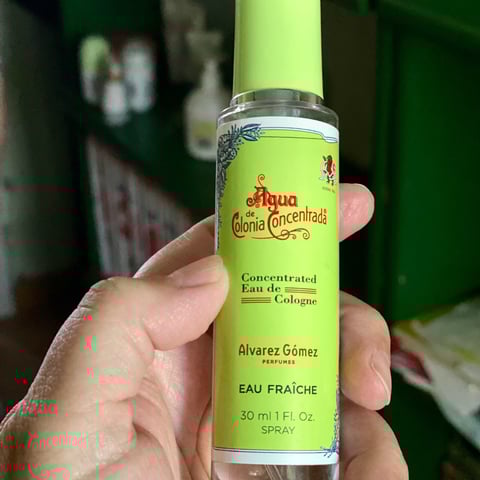 Agua
de
Colonia Concentrada
Concentrated
Eau de
Cologne
Alvarez Gómez
PERFUMES
EAU FRAÎCHE
30 ml 1 Fl. Oz.
SPRAY